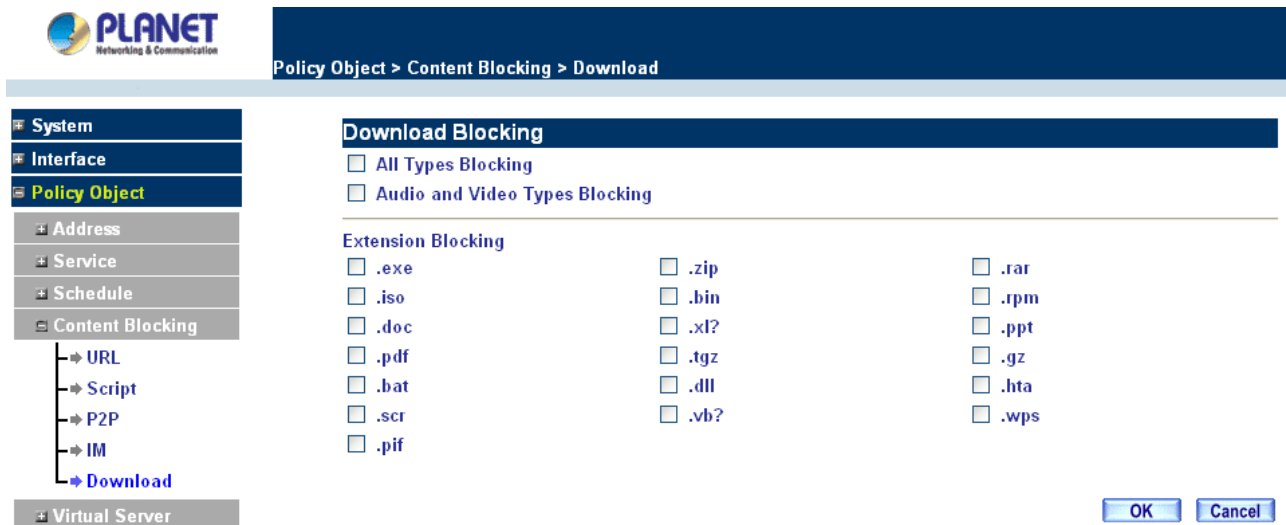 PLANET
Networking & Communication
Policy Object > Content Blocking > Download
System
Interface
Policy Object
Address
Service
Schedule
Content Blocking
URL
Script
P2P
IM
Download
Virtual Server
Download Blocking
All Types Blocking
Audio and Video Types Blocking
Extension Blocking
.exe .zip .rar
.iso .bin .rpm
.doc .xl? .ppt
.pdf .tgz .gz
.bat .dll .hta
.scr .vb? .wps
.pif
OK Cancel